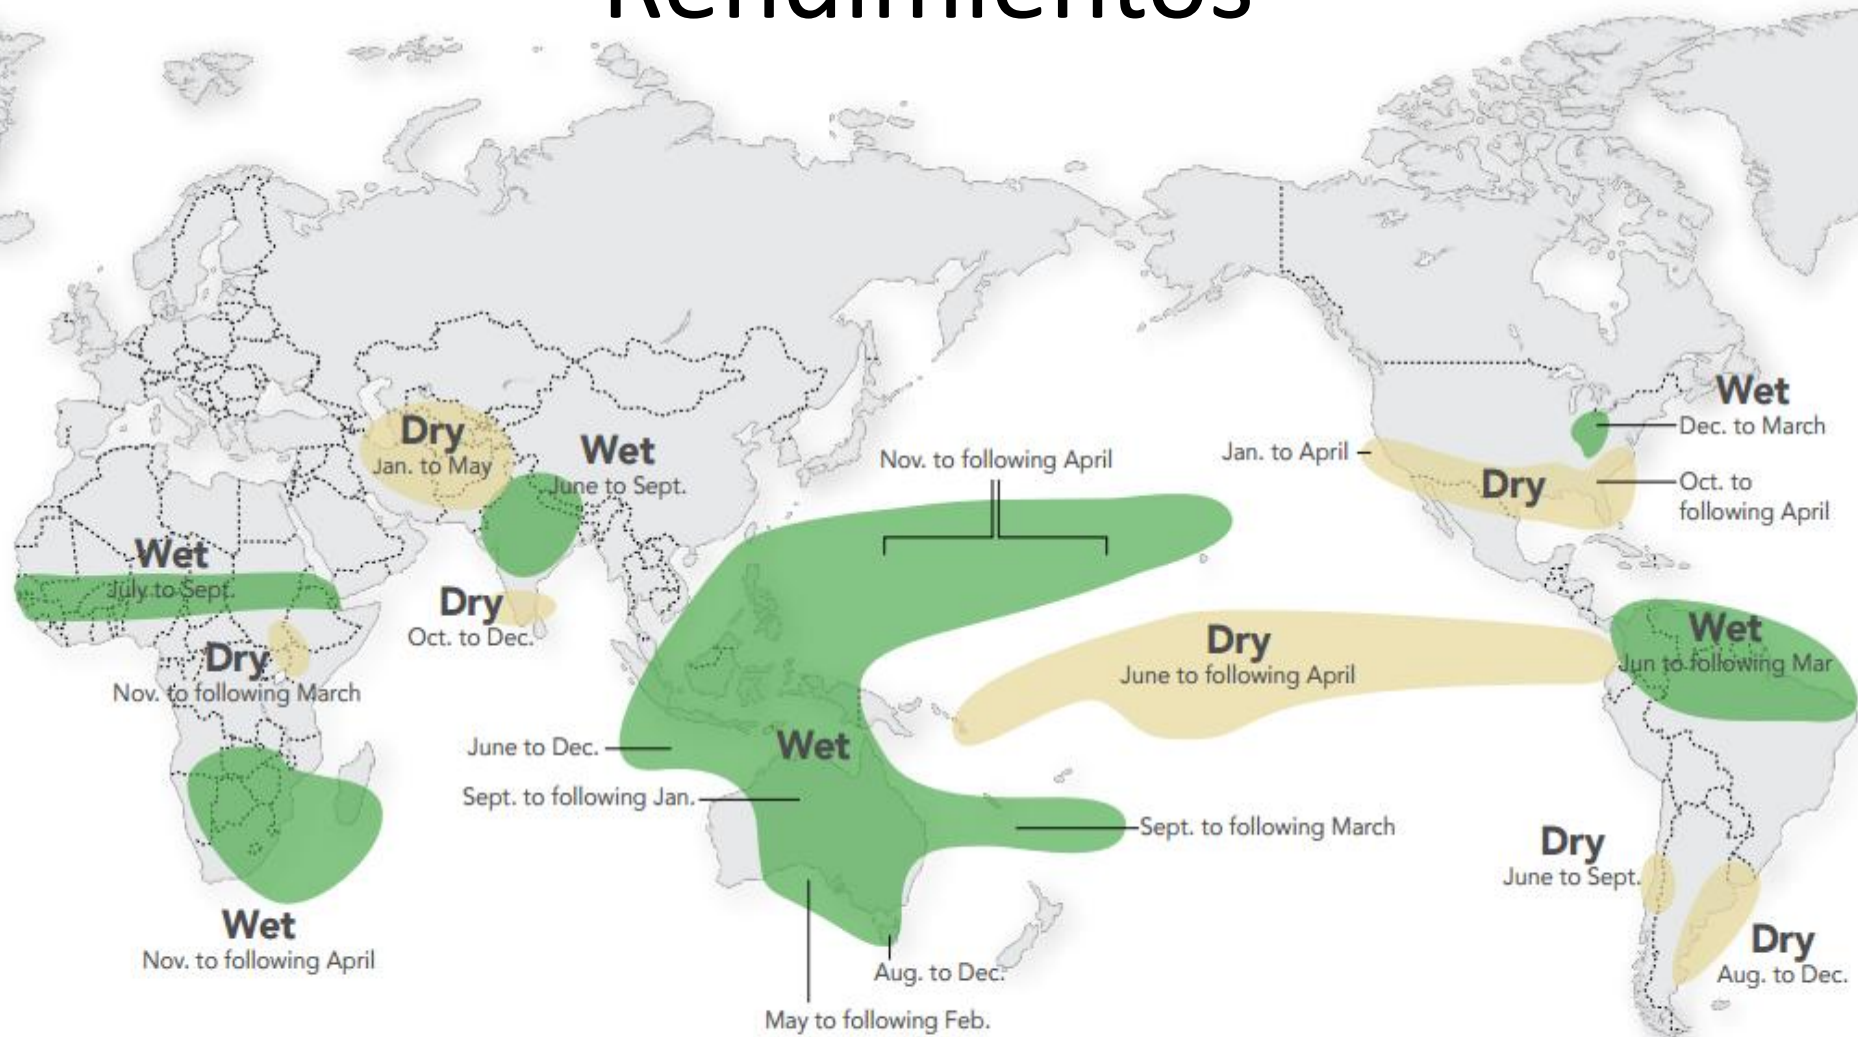 Rendimientos
Wet
Dec. to March
Dry
Jan. to May
Wet
June to Sept.
Nov. to following April
Jan. to April
Dry
Oct. to
following April
Wet
July to Sept.
Dry
Oct. to Dec.
Dry
Nov. to following March
Dry
June to following April
Wet
Jun to following Mar
June to Dec.
Wet
Sept. to following Jan.
Sept. to following March
Dry
June to Sept.
Wet
Nov. to following April
Aug. to Dec.
Dry
Aug. to Dec.
May to following Feb.